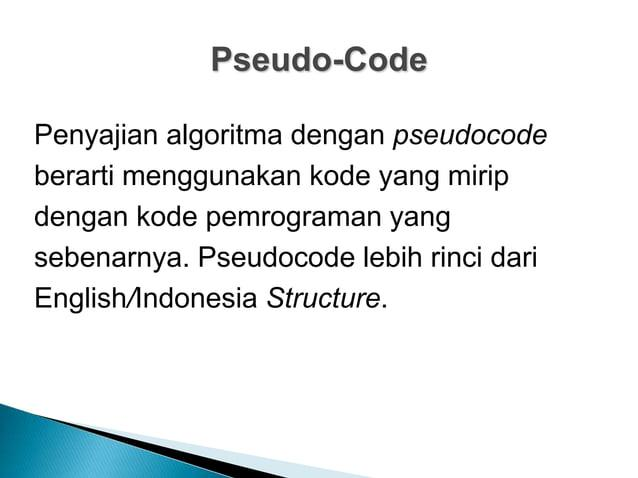 Pseudo-Code
Penyajian algoritma dengan pseudocode
berarti menggunakan kode yang mirip
dengan kode pemrograman yang
sebenarnya. Pseudocode lebih rinci dari
English/Indonesia Structure.